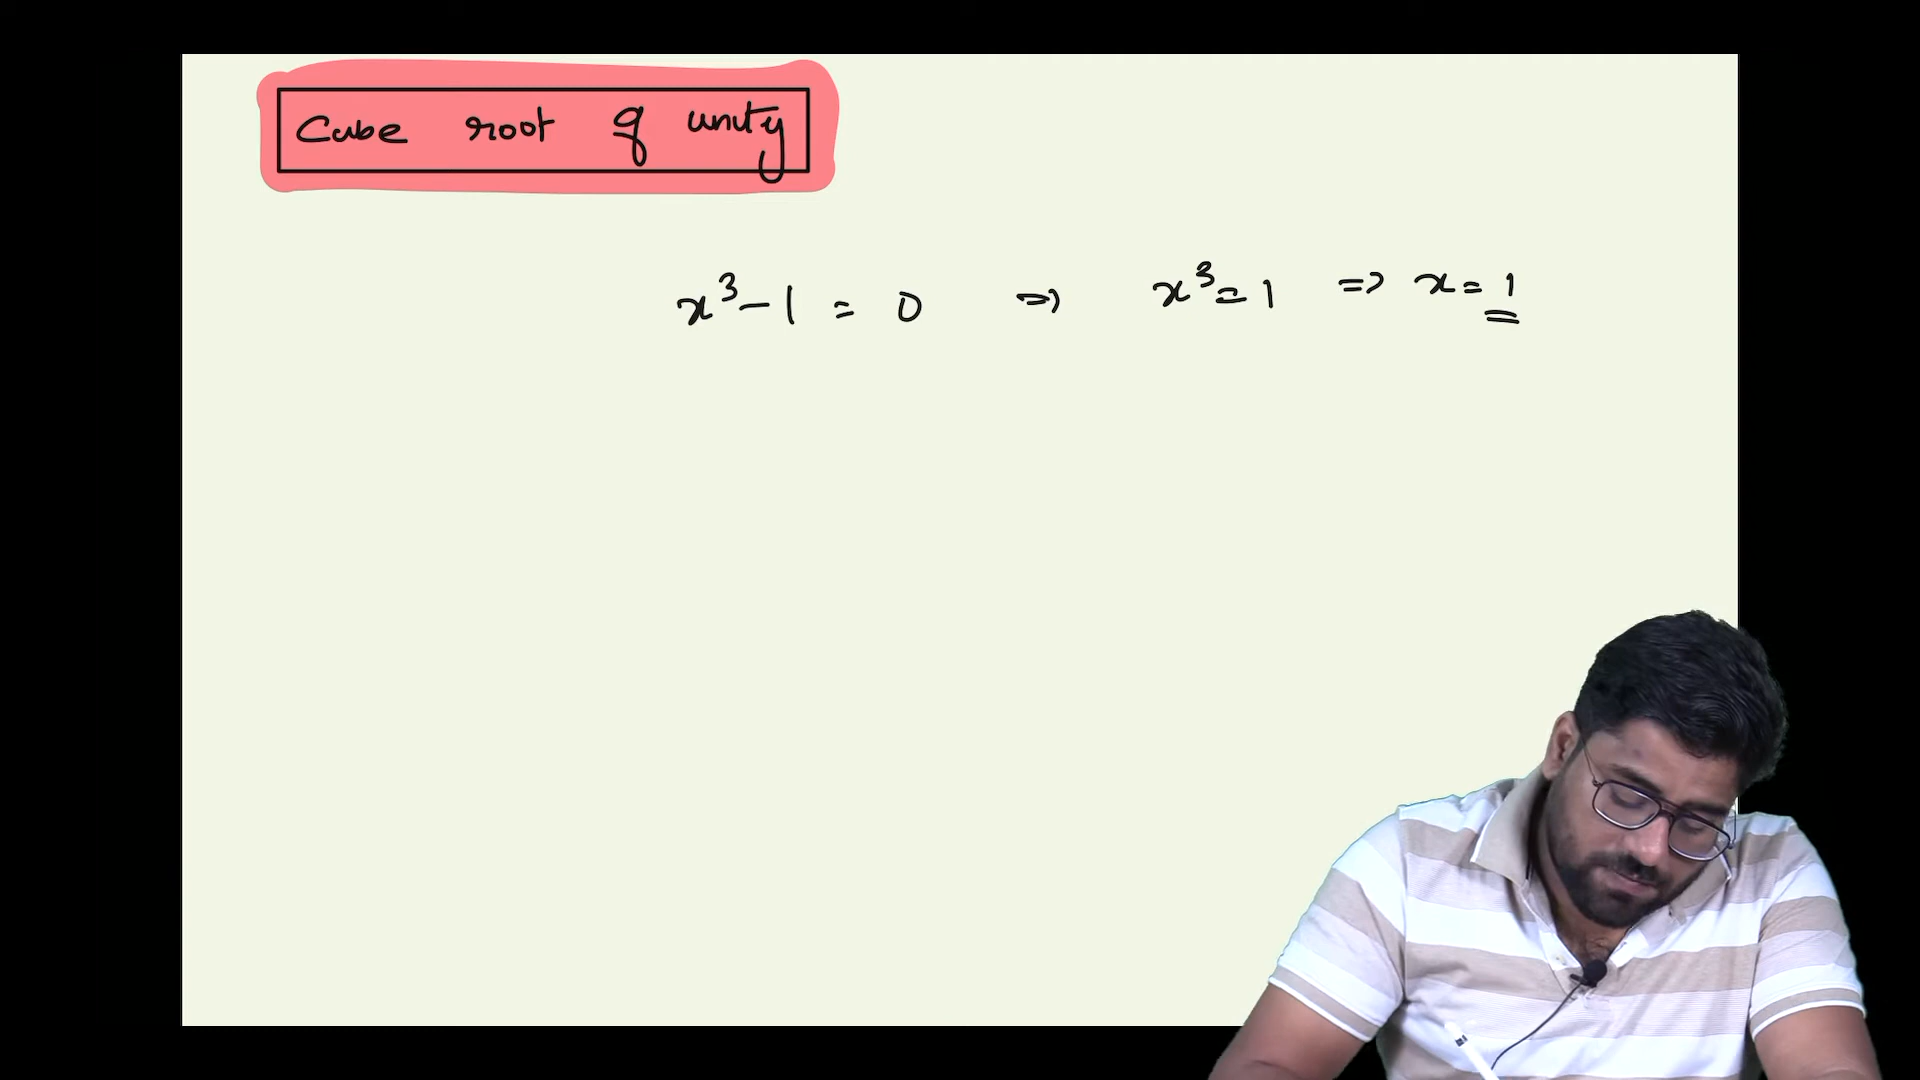 Cube root of unity
x³ - 1 = 0 ⇒ x³ = 1 ⇒ x = 1